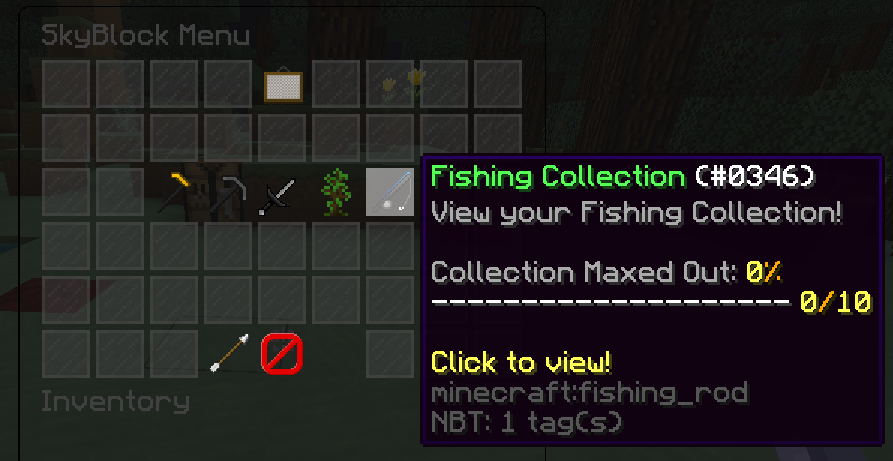 SkyBlock Menu
Fishing Collection (#0346)
View your Fishing Collection!
Collection Maxed Out: 0%
-------------------- 0/10
Click to view!
minecraft:fishing_rod
NBT: 1 tag(s)
Inventory